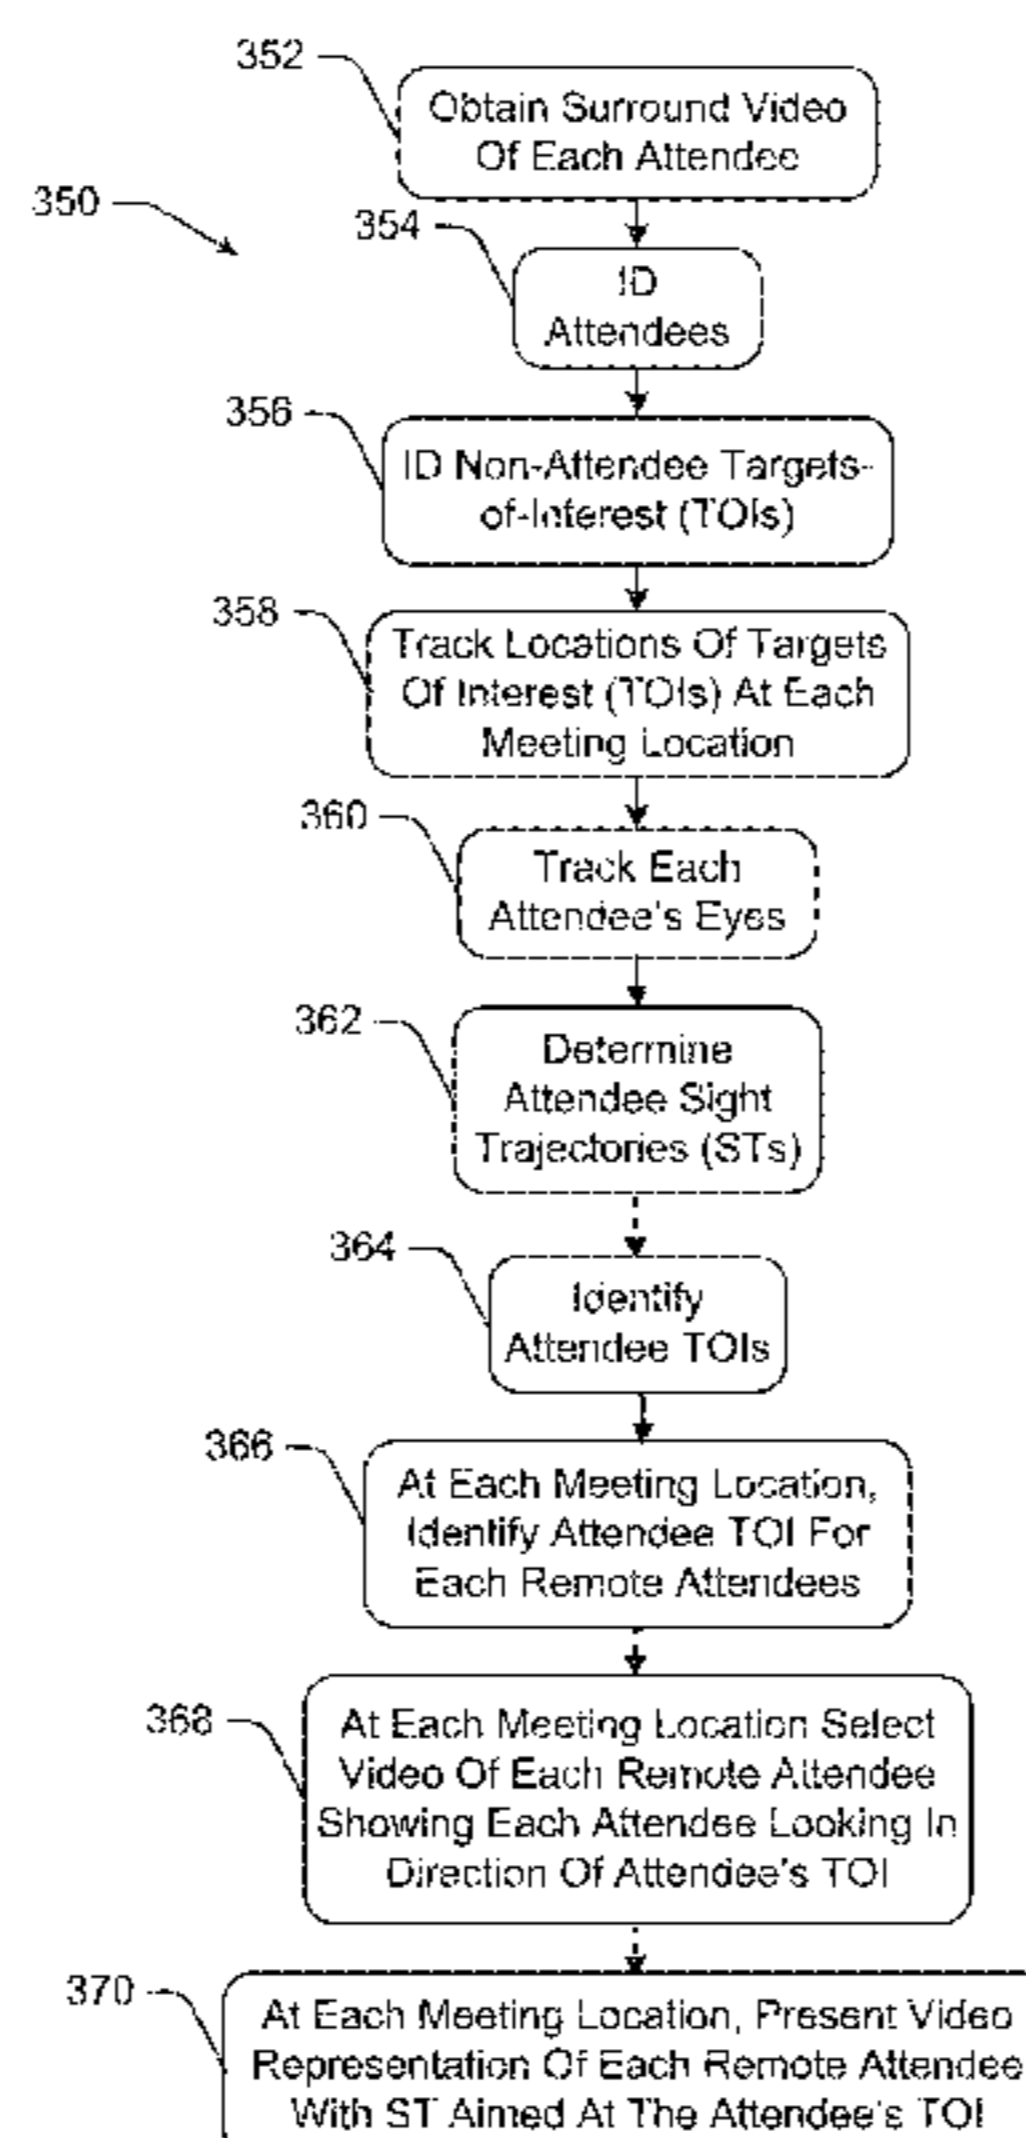 352
Obtain Surround Video
Of Each Attendee
350
354
ID
Attendees
356
ID Non-Attendee Targets-
of-Interest (TOIs)
358
Track Locations Of Targets
Of Interest (TOIs) At Each
Meeting Location
360
Track Each
Attendee's Eyes
362
Determine
Attendee Sight
Trajectories (STs)
364
Identify
Attendee TOIs
366
At Each Meeting Location,
Identify Attendee TOI For
Each Remote Attendees
368
At Each Meeting Location Select
Video Of Each Remote Attendee
Showing Each Attendee Looking In
Direction Of Attendee's TOI
370
At Each Meeting Location, Present Video
Representation Of Each Remote Attendee
With ST Aimed At The Attendee's TOI